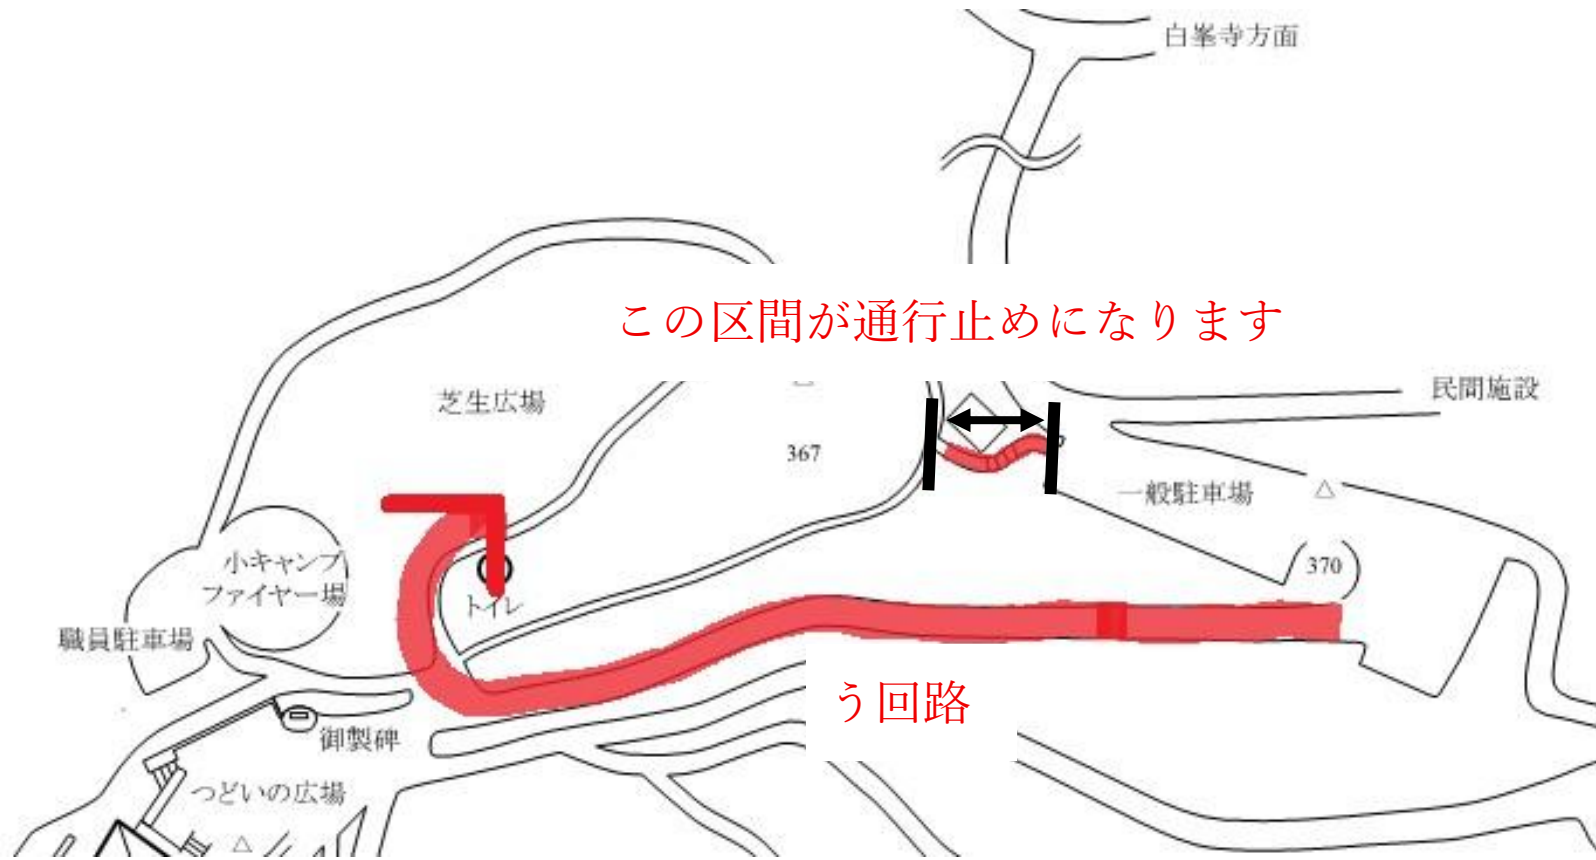 白峯寺方面
この区間が通行止めになります
民間施設
芝生広場
367
一般駐車場
370
小キャンプ
ファイヤー場
トイレ
職員駐車場
う回路
御製碑
つどいの広場